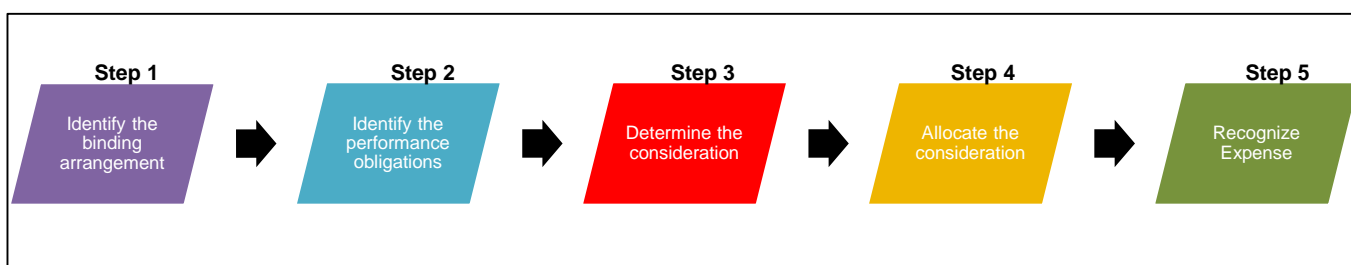 Step 1
Identify the
binding
arrangement
Step 2
Identify the
performance
obligations
Step 3
Determine the
consideration
Step 4
Allocate the
consideration
Step 5
Recognize
Expense